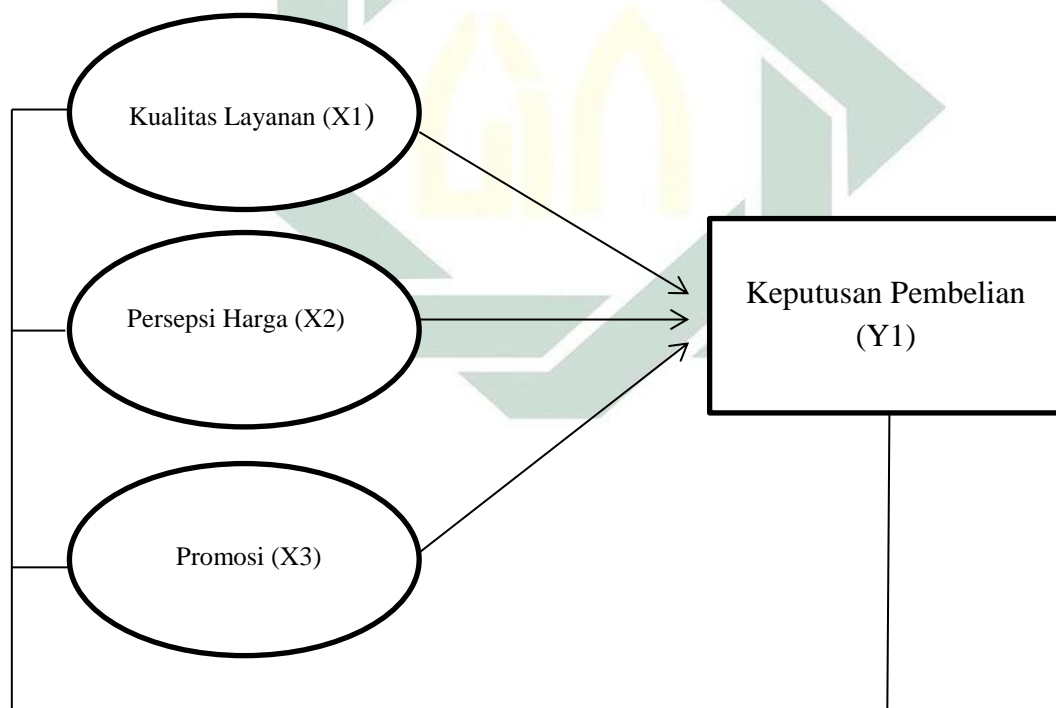 Kualitas Layanan (X1)
Persepsi Harga (X2)
Promosi (X3)
Keputusan Pembelian
(Y1)